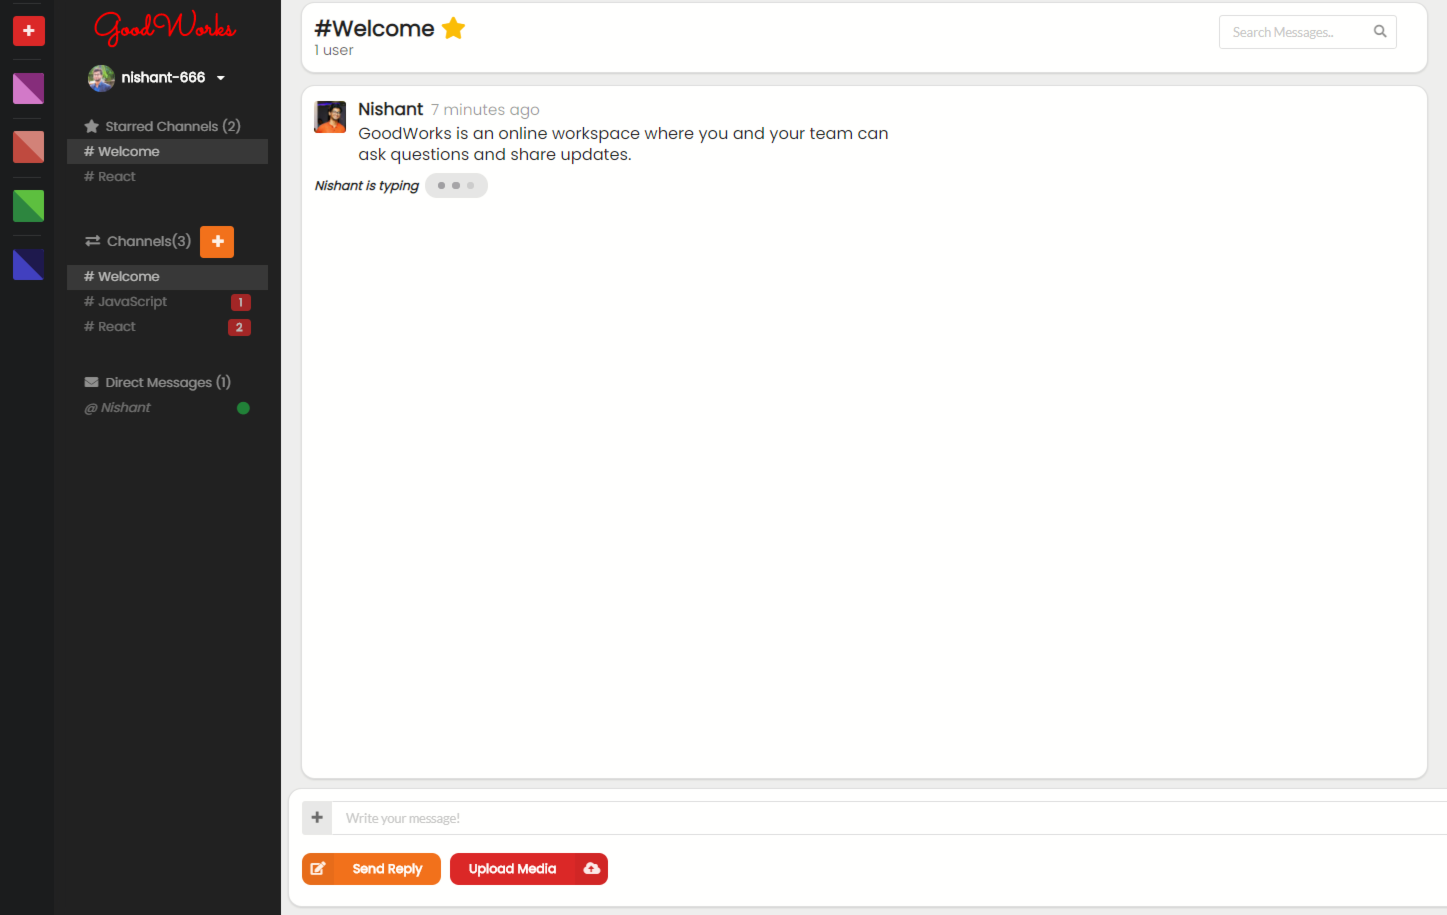 GoodWorks
nishant-666
Starred Channels (2)
# Welcome
# React
Channels(3)
# Welcome
# JavaScript 1
# React 2
Direct Messages (1)
@ Nishant
#Welcome
1 user
Search Messages..
Nishant 7 minutes ago
GoodWorks is an online workspace where you and your team can
ask questions and share updates.
Nishant is typing
Write your message!
Send Reply
Upload Media